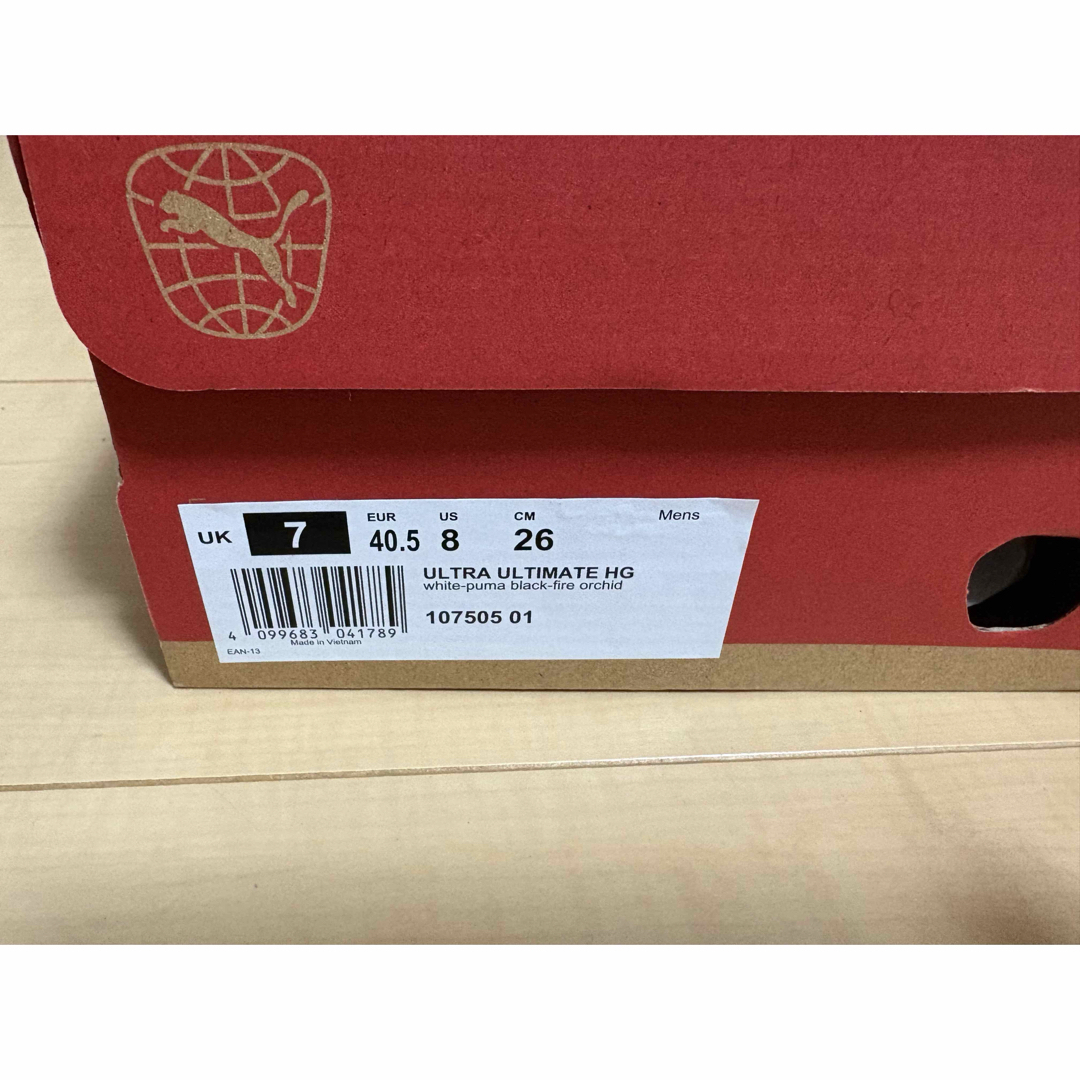 UK 7 EUR 40.5 US 8 CM 26 Mens
ULTRA ULTIMATE HG
white-puma black-fire orchid
107505 01
4 099683 041789
Made in Vietnam
EAN-13